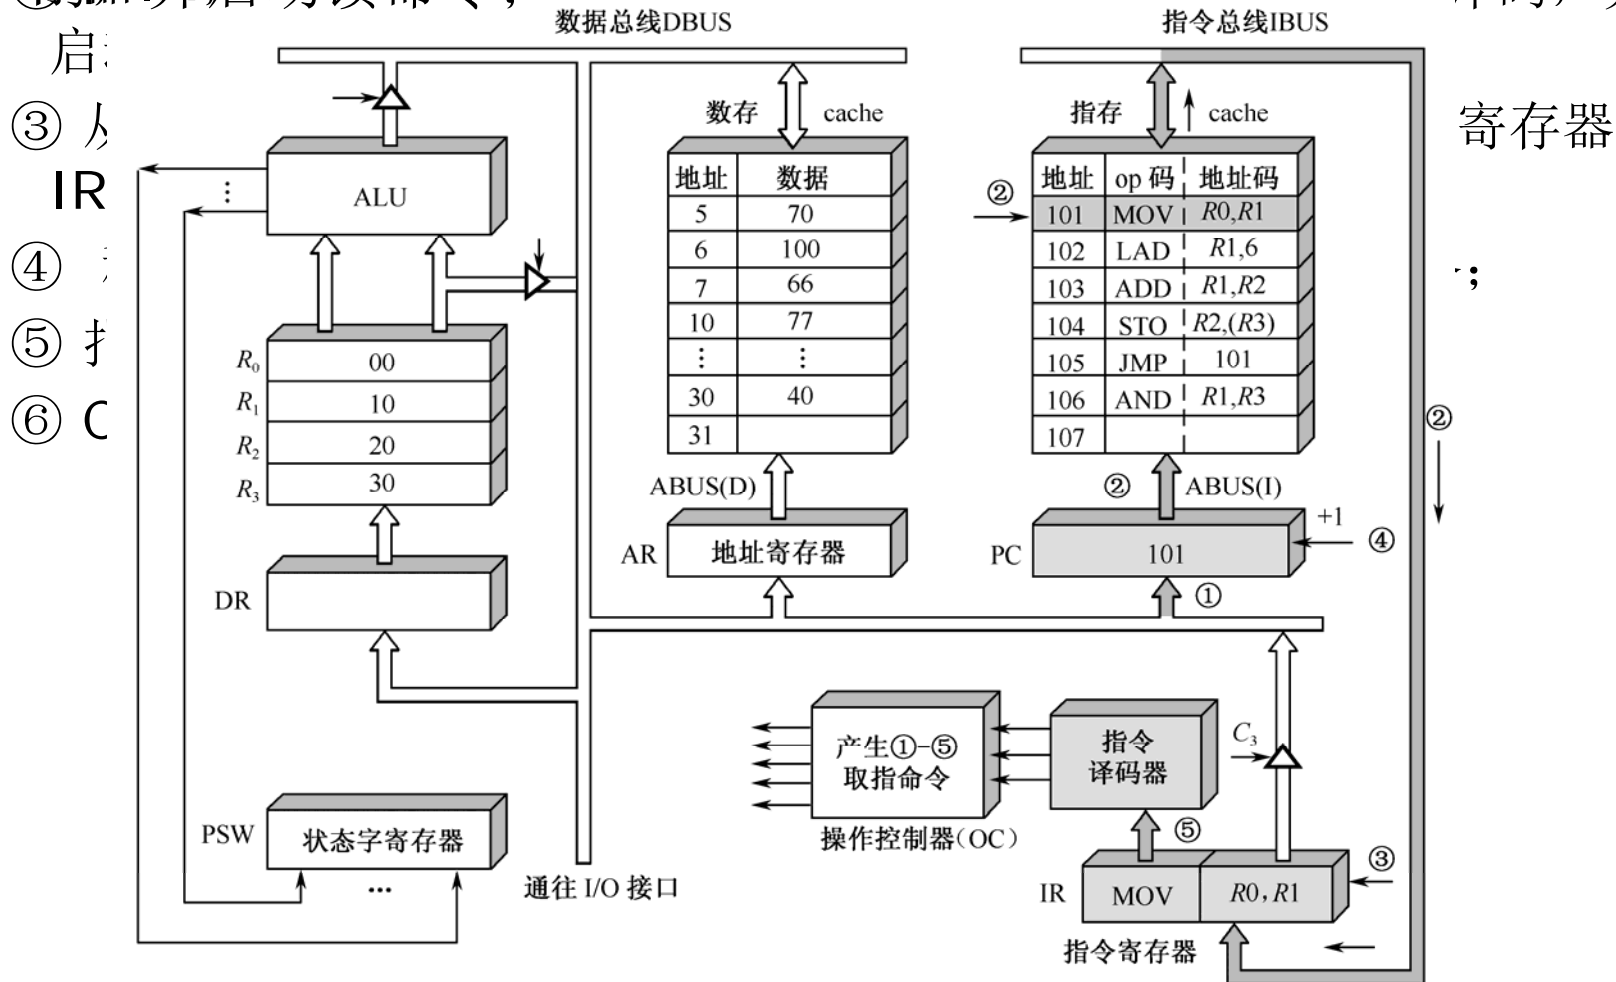 数据总线DBUS
指令总线IBUS
启
③ 从
寄存器
IR
④
;
⑤
⑥
数存 cache
指存 cache
ALU
⋮
地址 数据
5 70
6 100
7 66
10 77
⋮ ⋮
30 40
31
②
地址 op 码 地址码
101 MOV R0,R1
102 LAD R1,6
103 ADD R1,R2
104 STO R2,(R3)
105 JMP 101
106 AND R1,R3
107
②
R₀ 00
R₁ 10
R₂ 20
R₃ 30
ABUS(D)
② ABUS(I)
AR 地址寄存器
PC 101
+1
④
①
DR
产生①-⑤
取指命令
操作控制器(OC)
指令
译码器
C₃
⑤
③
PSW 状态字寄存器
...
通往 I/O 接口
IR MOV R0,R1
指令寄存器